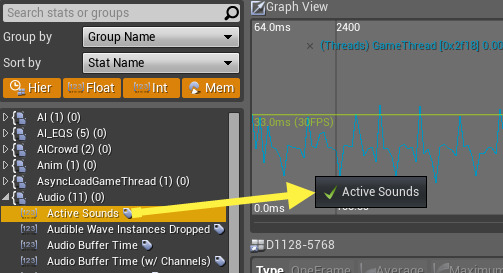 Search stats or groups
Group by Group Name
Sort by Stat Name
Hier Float Int Mem
AI (1) (0)
AI_EQS (5) (0)
AICrowd (2) (0)
Anim (1) (0)
AsyncLoadGameThread (1) (0)
Audio (11) (0)
Active Sounds
Audible Wave Instances Dropped
Audio Buffer Time
Audio Buffer Time (w/ Channels)
Graph View
64.0ms 2400
× (Threads) GameThread [0x2f18] 0.00
33.0ms (30FPS)
Active Sounds
0.0ms
D1128-5768
Type OneFrame Average Maximum